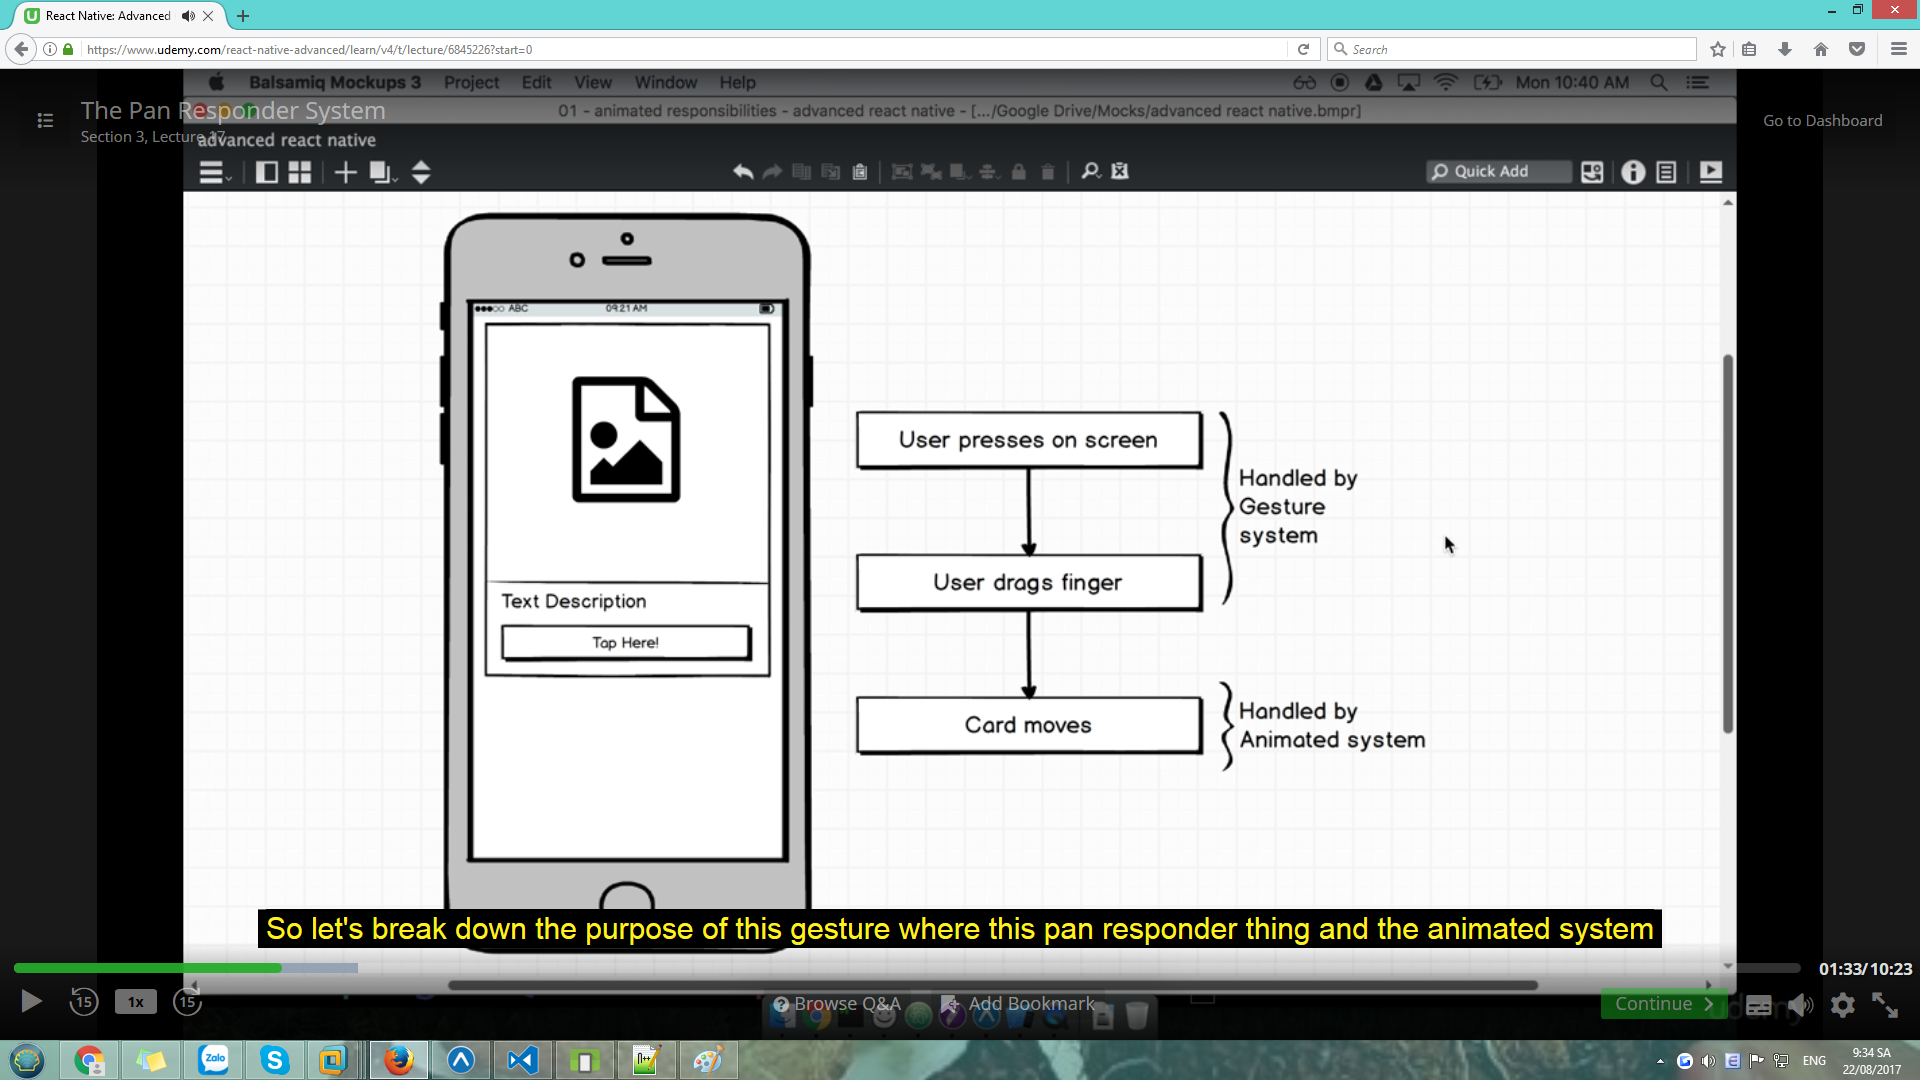 React Native: Advanced
https://www.udemy.com/react-native-advanced/learn/v4/t/lecture/6845226?start=0
Search
Balsamiq Mockups 3 Project Edit View Window Help
Mon 10:40 AM
The Pan Responder System
01 - animated responsibilities - advanced react native - [.../Google Drive/Mocks/advanced react native.bmpr]
Go to Dashboard
Section 3, Lecture 17
advanced react native
Quick Add
ABC 09:21 AM
User presses on screen
Handled by
Gesture
system
User drags finger
Text Description
Tap Here!
Card moves
Handled by
Animated system
So let's break down the purpose of this gesture where this pan responder thing and the animated system
01:33/10:23
15 1x 15
Browse Q&A Add Bookmark
Continue
udemy
Zalo
ENG
9:34 SA
22/08/2017